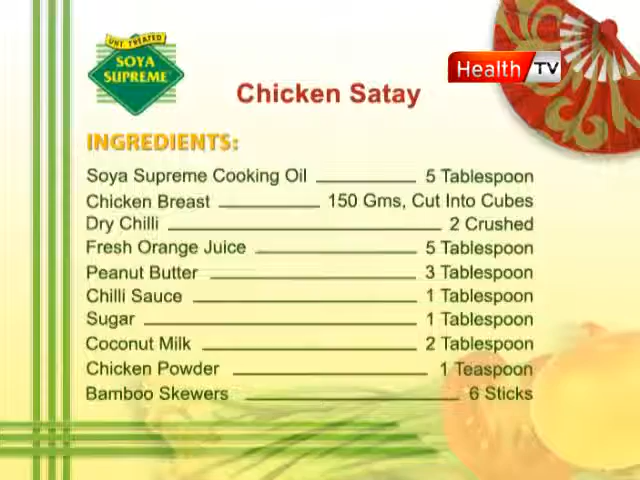 UHT TREATED
SOYA
SUPREME
Health TV
Chicken Satay
INGREDIENTS:
Soya Supreme Cooking Oil 5 Tablespoon
Chicken Breast 150 Gms, Cut Into Cubes
Dry Chilli 2 Crushed
Fresh Orange Juice 5 Tablespoon
Peanut Butter 3 Tablespoon
Chilli Sauce 1 Tablespoon
Sugar 1 Tablespoon
Coconut Milk 2 Tablespoon
Chicken Powder 1 Teaspoon
Bamboo Skewers 6 Sticks